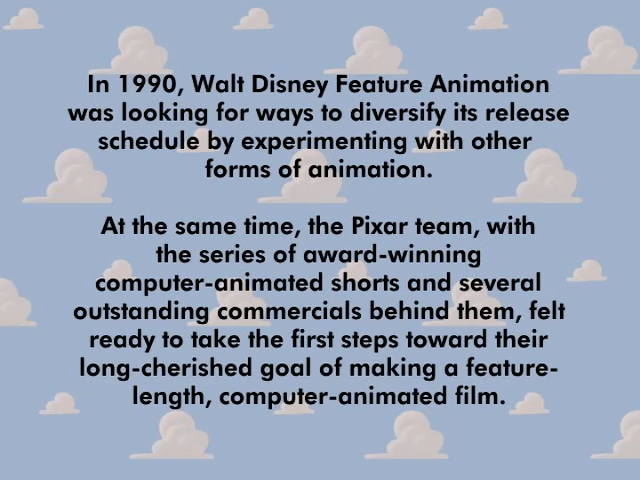 In 1990, Walt Disney Feature Animation
was looking for ways to diversify its release
schedule by experimenting with other
forms of animation.
At the same time, the Pixar team, with
the series of award-winning
computer-animated shorts and several
outstanding commercials behind them, felt
ready to take the first steps toward their
long-cherished goal of making a feature-
length, computer-animated film.